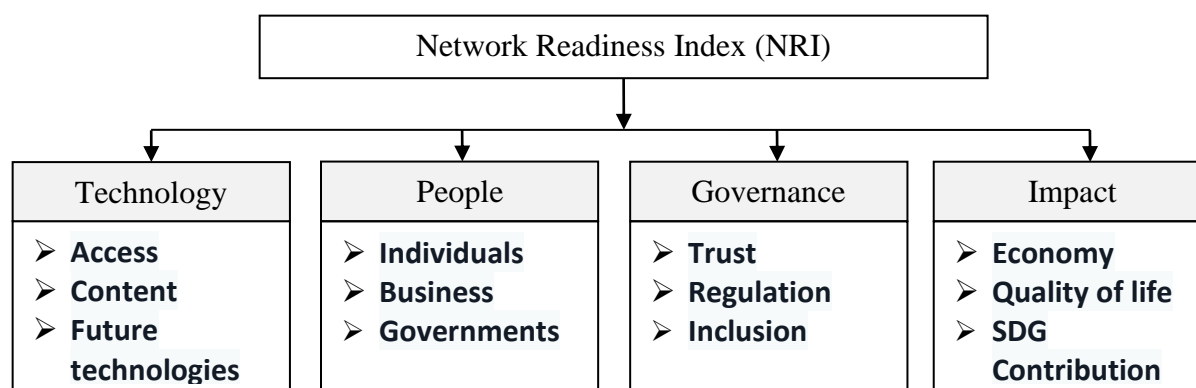 Network Readiness Index (NRI)
Technology
➢ Access
➢ Content
➢ Future
technologies
People
➢ Individuals
➢ Business
➢ Governments
Governance
➢ Trust
➢ Regulation
➢ Inclusion
Impact
➢ Economy
➢ Quality of life
➢ SDG
Contribution